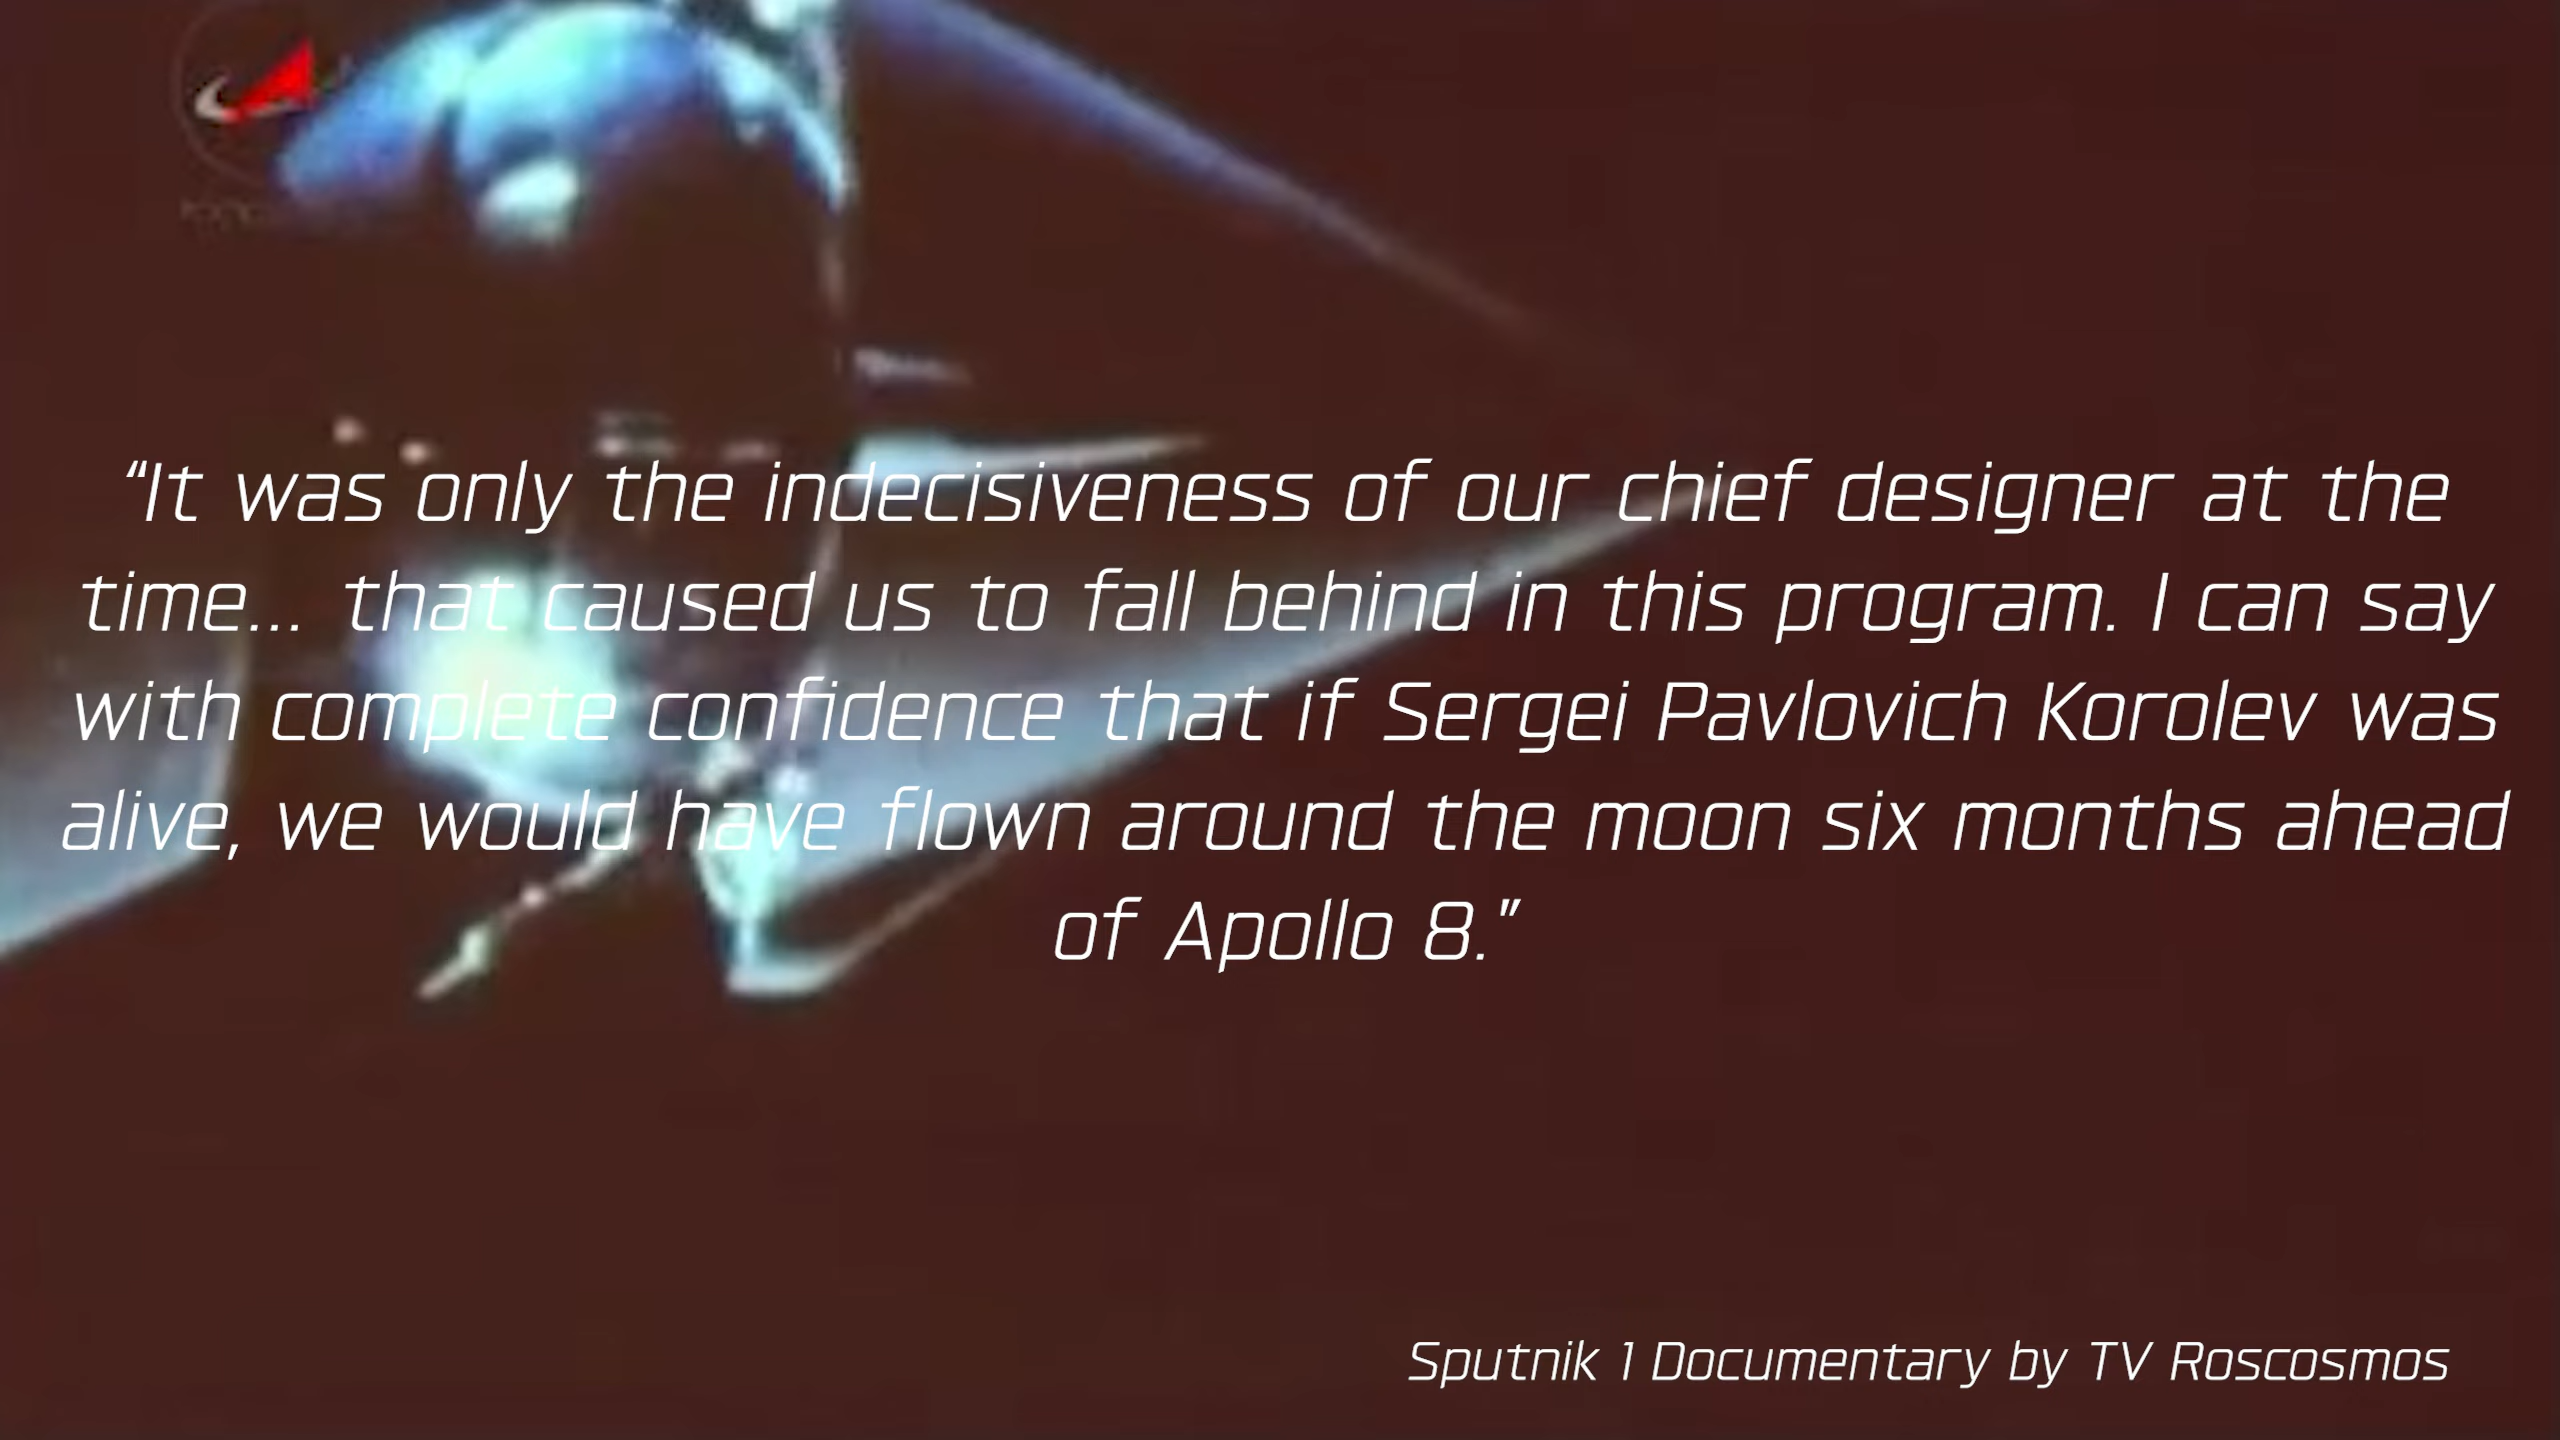 “It was only the indecisiveness of our chief designer at the
time... that caused us to fall behind in this program. I can say
with complete confidence that if Sergei Pavlovich Korolev was
alive, we would have flown around the moon six months ahead
of Apollo 8.”
Sputnik 1 Documentary by TV Roscosmos